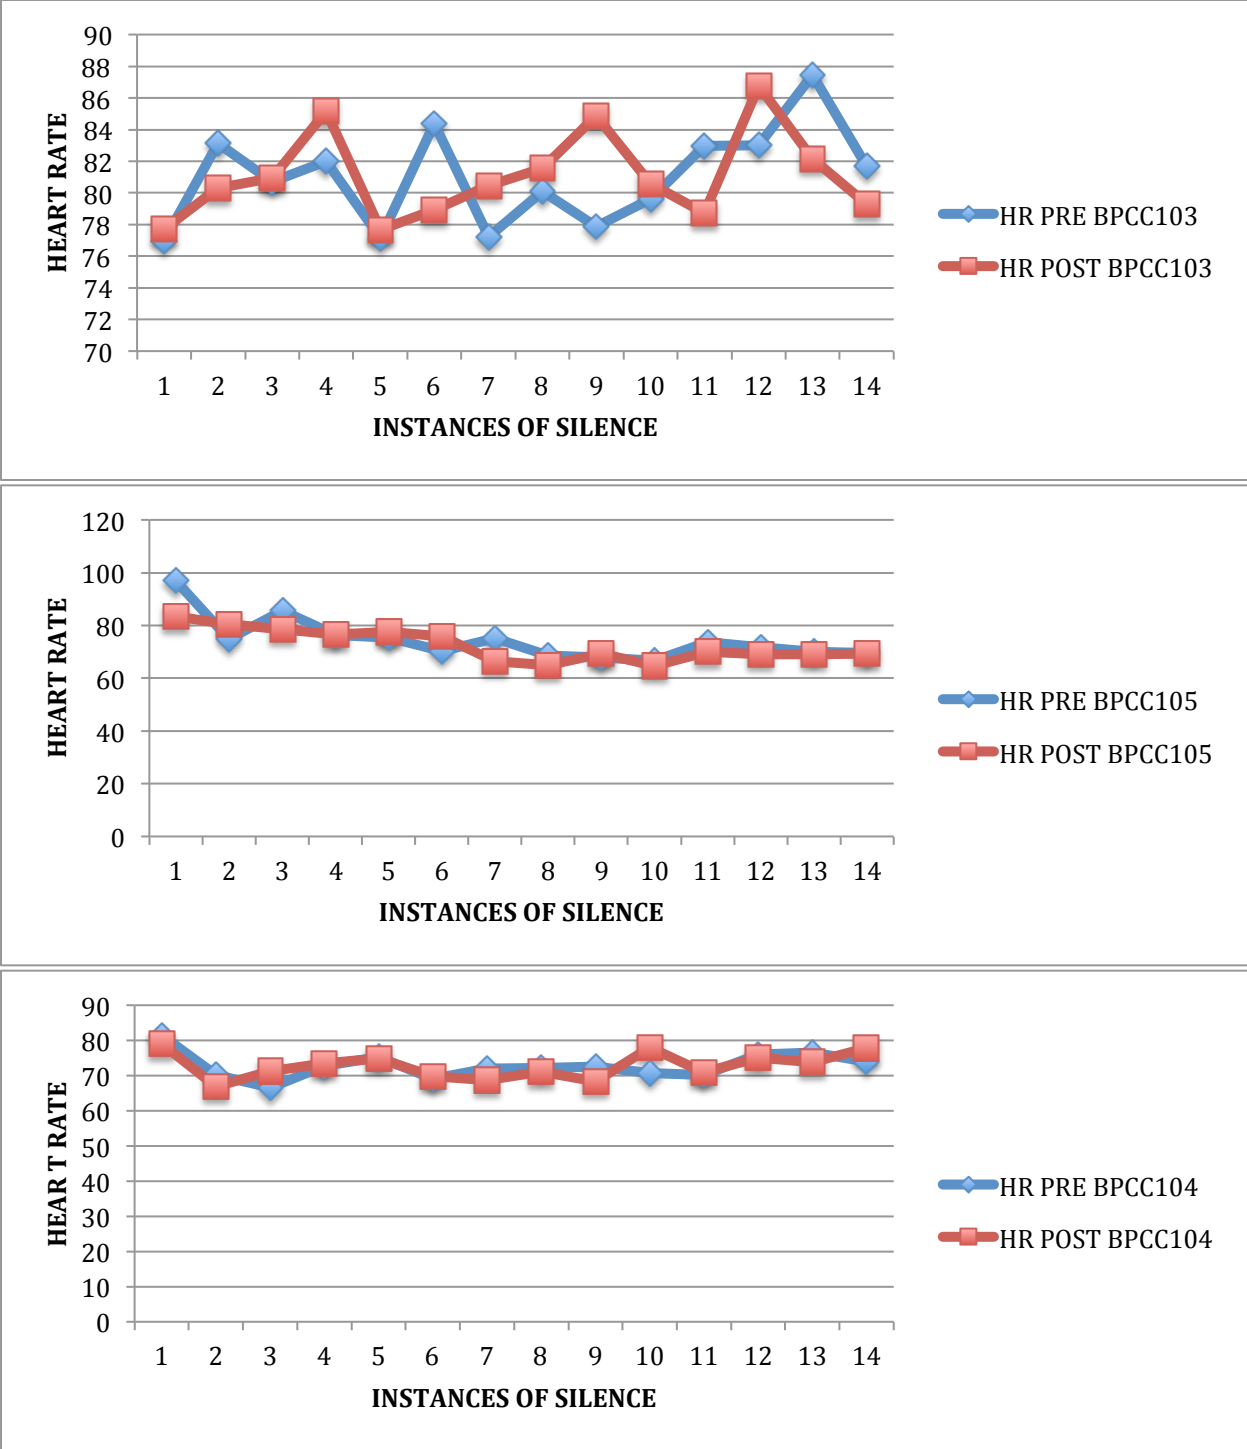 90
88
86
84
82
80
78
76
74
72
70
HEART RATE
1 2 3 4 5 6 7 8 9 10 11 12 13 14
INSTANCES OF SILENCE
HR PRE BPCC103
HR POST BPCC103
120
100
80
60
40
20
0
HEART RATE
1 2 3 4 5 6 7 8 9 10 11 12 13 14
INSTANCES OF SILENCE
HR PRE BPCC105
HR POST BPCC105
90
80
70
60
50
40
30
20
10
0
HEAR T RATE
1 2 3 4 5 6 7 8 9 10 11 12 13 14
INSTANCES OF SILENCE
HR PRE BPCC104
HR POST BPCC104